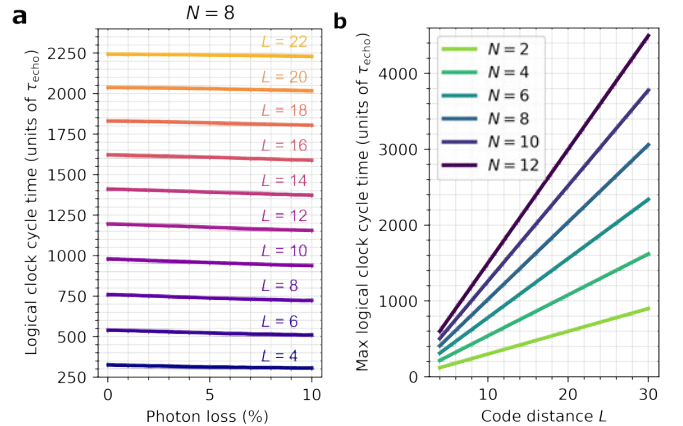 a
N = 8
Logical clock cycle time (units of τecho)
2250
2000
1750
1500
1250
1000
750
500
250
L = 22
L = 20
L = 18
L = 16
L = 14
L = 12
L = 10
L = 8
L = 6
L = 4
0
5
10
Photon loss (%)
b
Max logical clock cycle time (units of τecho)
4000
3000
2000
1000
0
N = 2
N = 4
N = 6
N = 8
N = 10
N = 12
10
20
30
Code distance L